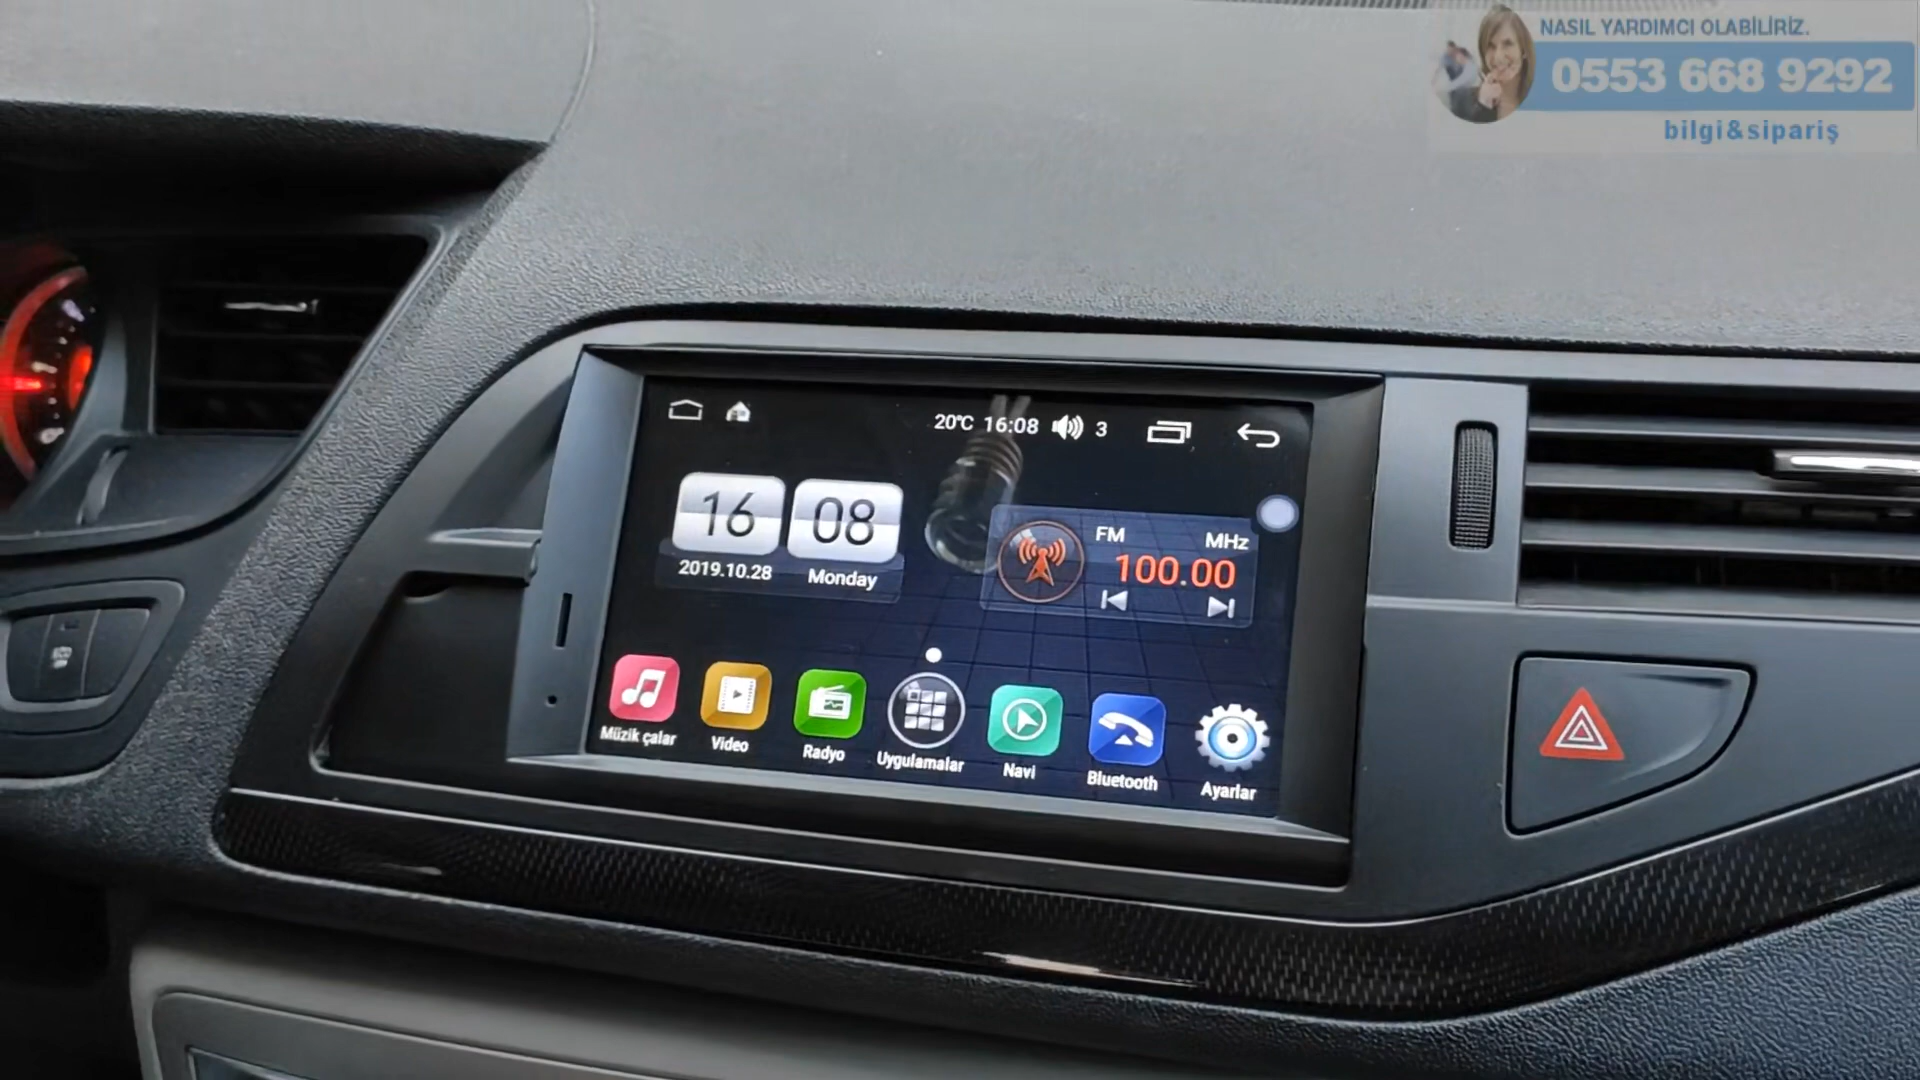 NASIL YARDIMCI OLABİLİRİZ.
0553 668 9292
bilgi&sipariş
20℃ 16:08 3
16 08
2019.10.28 Monday
FM MHz
100.00
Müzik çalar Video Radyo Uygulamalar Navi Bluetooth Ayarlar